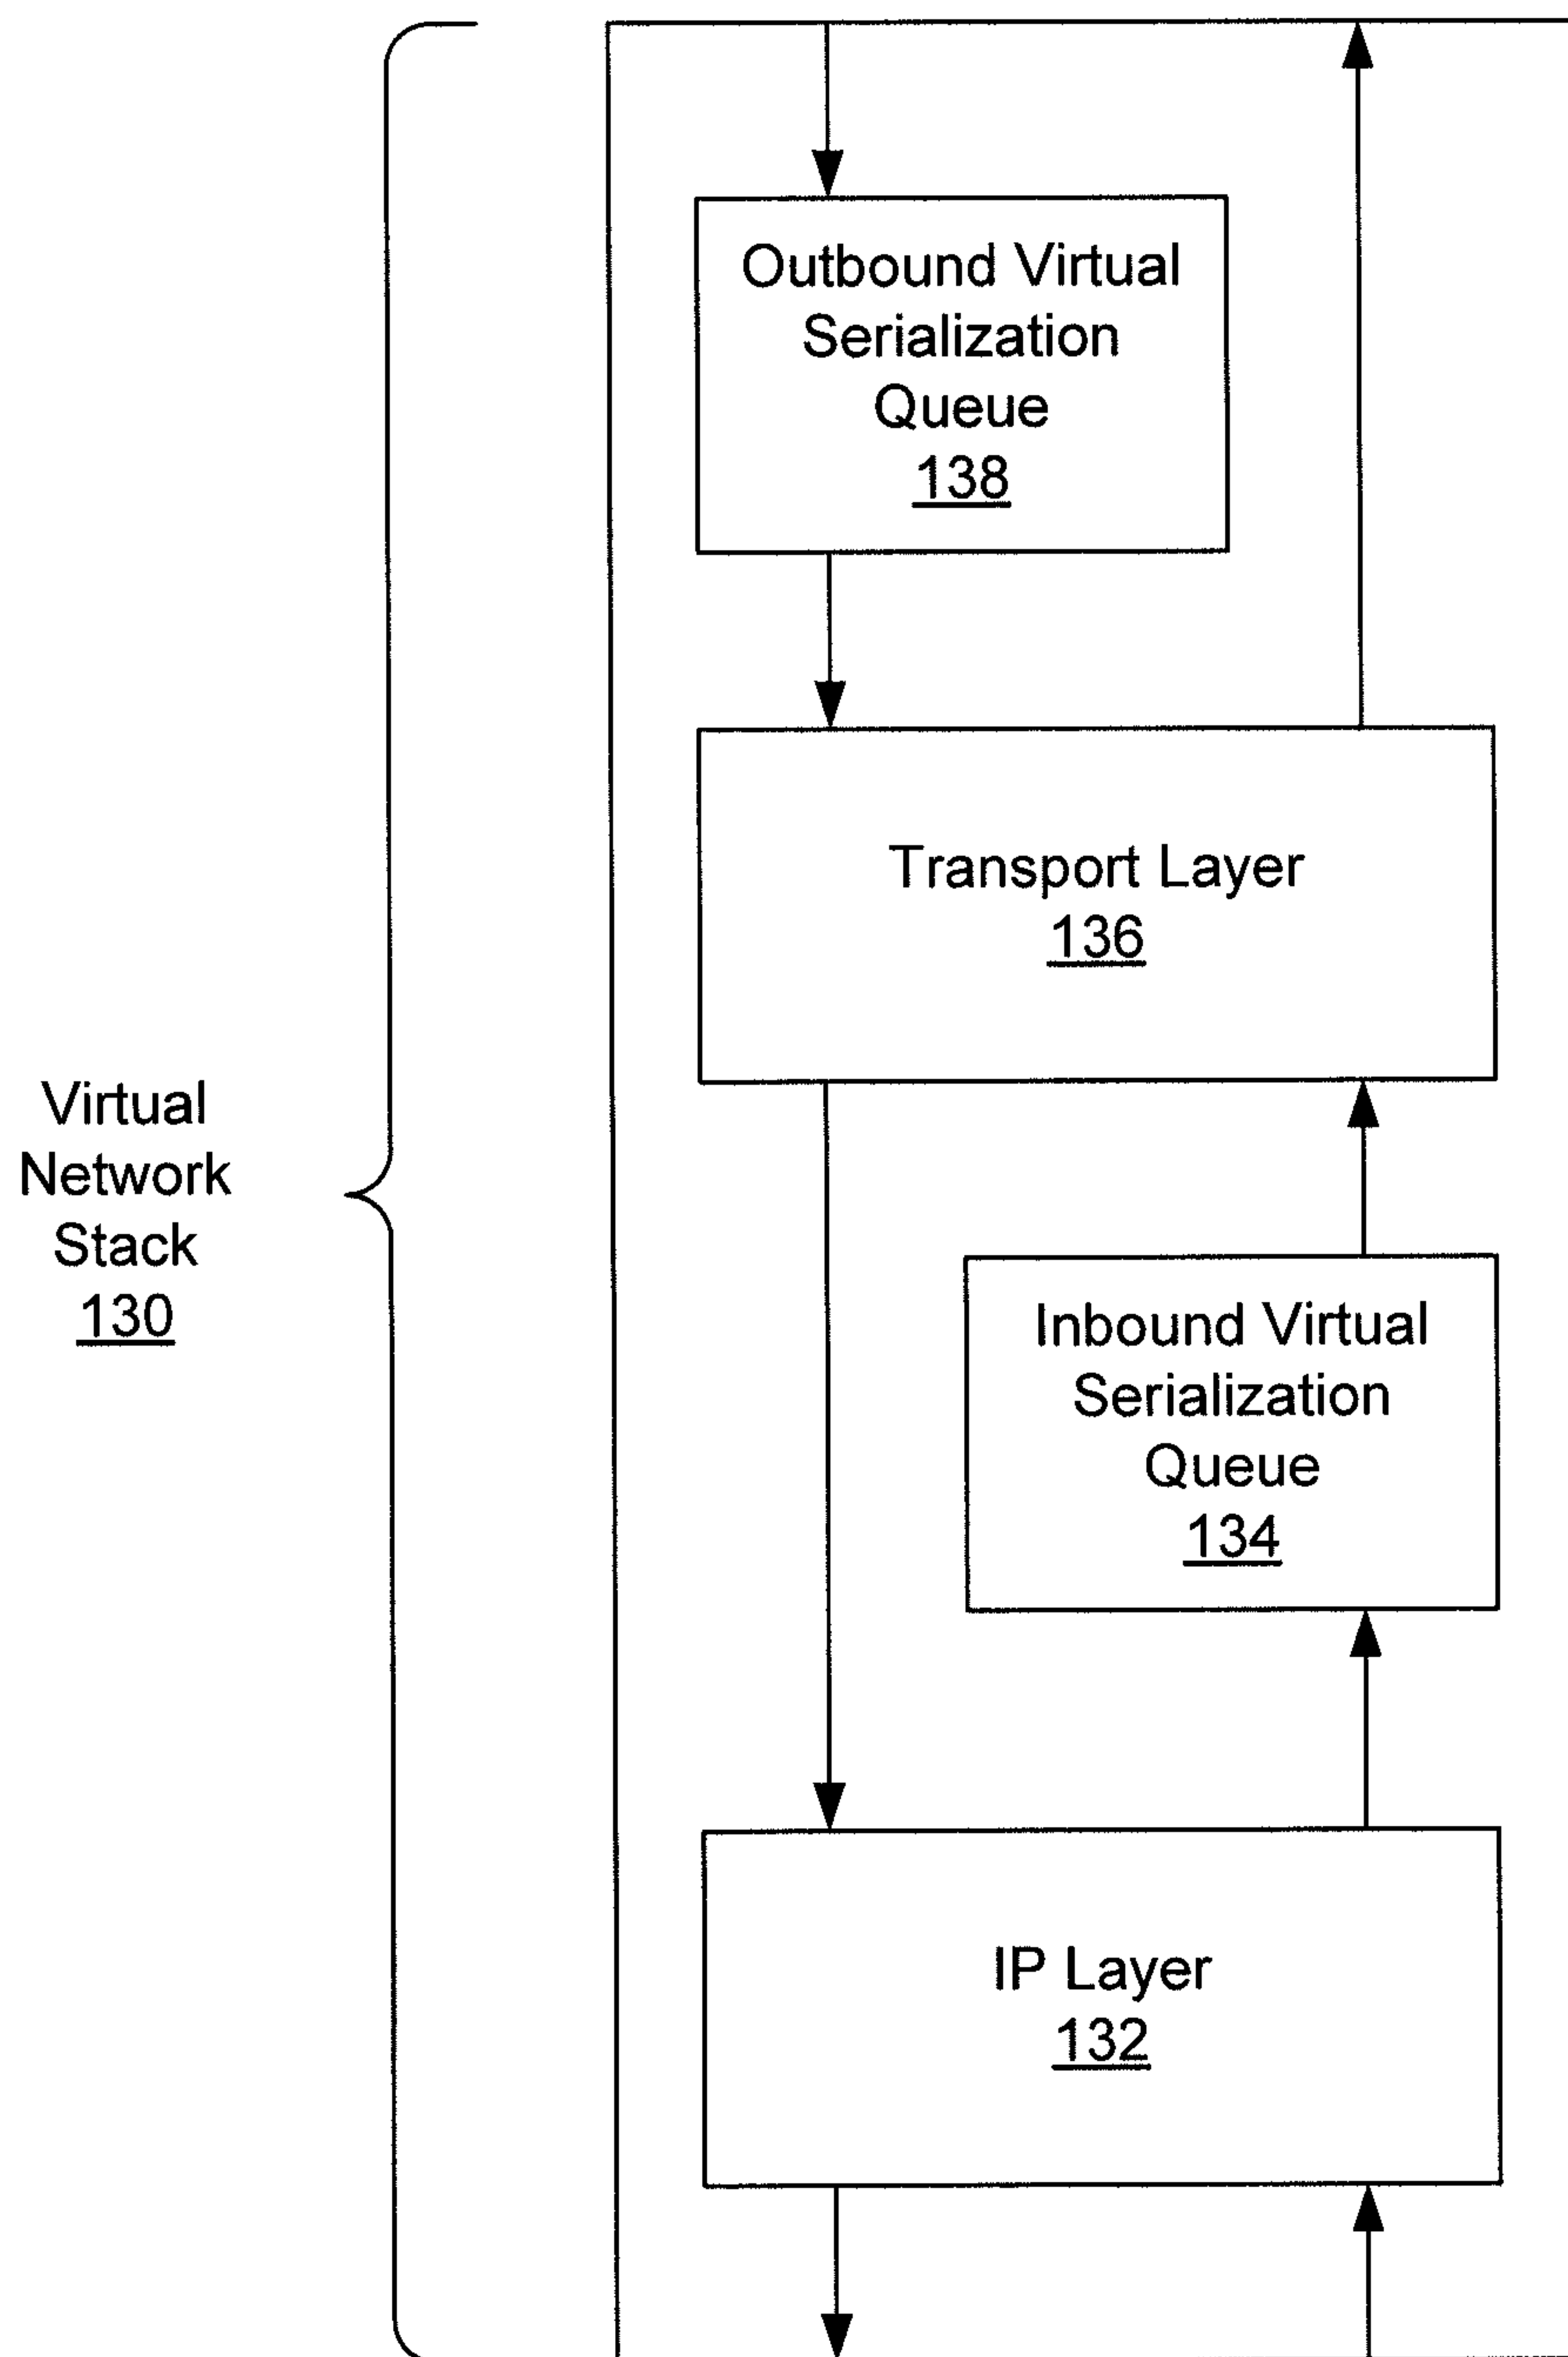 Outbound Virtual
Serialization
Queue
138
Transport Layer
136
Virtual
Network
Stack
130
Inbound Virtual
Serialization
Queue
134
IP Layer
132